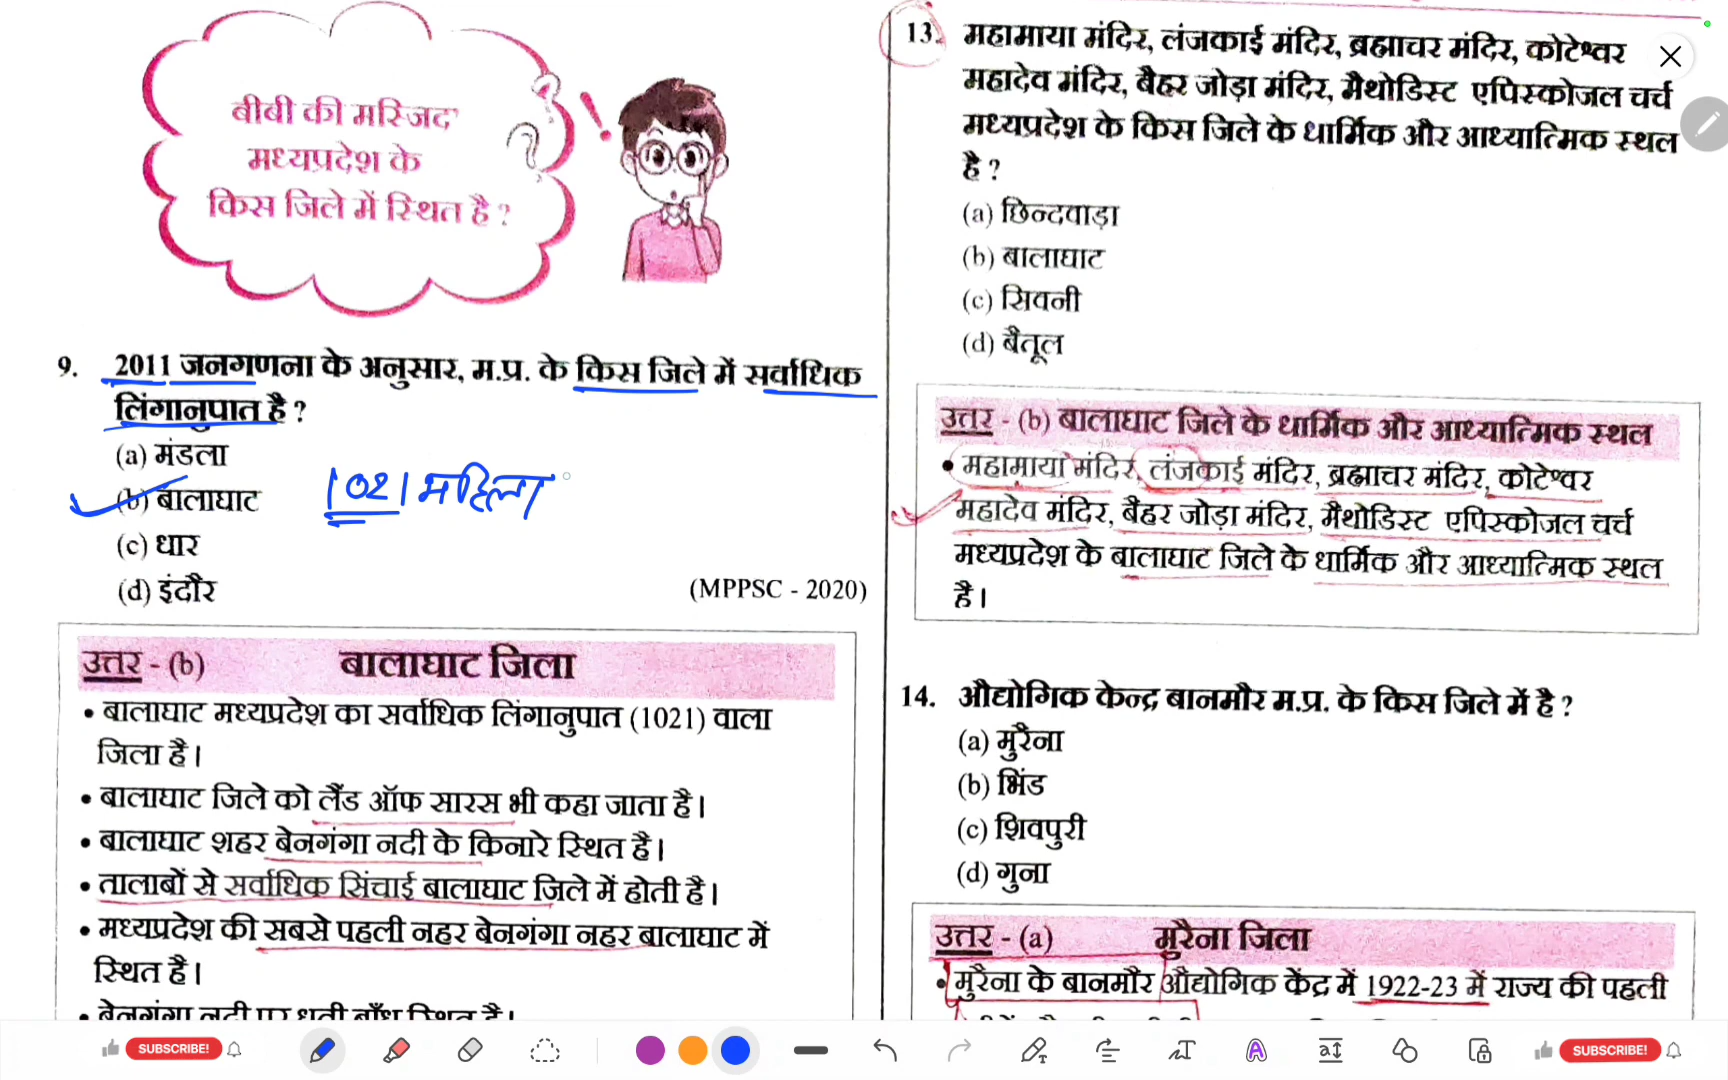 बीबी की मस्जिद
मध्यप्रदेश के
किस जिले में स्थित है ?
9. 2011 जनगणना के अनुसार, म.प्र. के किस जिले में सर्वाधिक
लिंगानुपात है ?
(a) मंडला
(b) बालाघाट
1021 महिला
(c) धार
(d) इंदौर
(MPPSC - 2020)
उत्तर - (b) बालाघाट जिला
• बालाघाट मध्यप्रदेश का सर्वाधिक लिंगानुपात (1021) वाला
जिला है।
• बालाघाट जिले को लैंड ऑफ सारस भी कहा जाता है।
• बालाघाट शहर बेनगंगा नदी के किनारे स्थित है।
• तालाबों से सर्वाधिक सिंचाई बालाघाट जिले में होती है।
• मध्यप्रदेश की सबसे पहली नहर बेनगंगा नहर बालाघाट में
स्थित है।
13. महामाया मंदिर, लंजकाई मंदिर, ब्रह्माचर मंदिर, कोटेश्वर
महादेव मंदिर, बैहर जोड़ा मंदिर, मैथोडिस्ट एपिस्कोजल चर्च
मध्यप्रदेश के किस जिले के धार्मिक और आध्यात्मिक स्थल
है ?
(a) छिन्दवाड़ा
(b) बालाघाट
(c) सिवनी
(d) बैतूल
उत्तर - (b) बालाघाट जिले के धार्मिक और आध्यात्मिक स्थल
• महामाया मंदिर, लंजकाई मंदिर, ब्रह्माचर मंदिर, कोटेश्वर
महादेव मंदिर, बैहर जोड़ा मंदिर, मैथोडिस्ट एपिस्कोजल चर्च
मध्यप्रदेश के बालाघाट जिले के धार्मिक और आध्यात्मिक स्थल
है।
14. औद्योगिक केन्द्र बानमौर म.प्र. के किस जिले में है ?
(a) मुरैना
(b) भिंड
(c) शिवपुरी
(d) गुना
उत्तर - (a) मुरैना जिला
• मुरैना के बानमौर औद्योगिक केंद्र में 1922-23 में राज्य की पहली
SUBSCRIBE!
SUBSCRIBE!